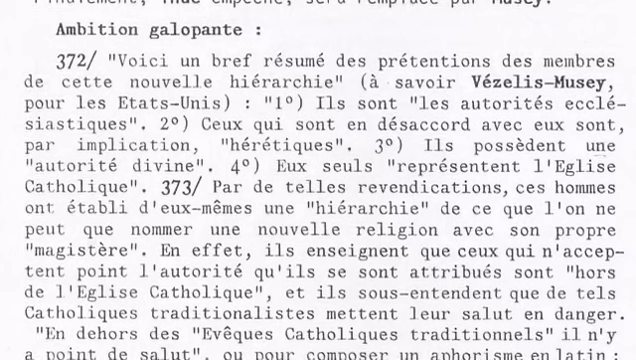 Finalement, Thuc empêché, sera remplacé par Musey.
Ambition galopante :
372/ "Voici un bref résumé des prétentions des membres
de cette nouvelle hiérarchie" (à savoir Vézelis-Musey,
pour les Etats-Unis) : "1°) Ils sont "les autorités ecclé-
siastiques". 2°) Ceux qui sont en désaccord avec eux sont,
par implication, "hérétiques". 3°) Ils possèdent une
"autorité divine". 4°) Eux seuls "représentent l'Eglise
Catholique". 373/ Par de telles revendications, ces hommes
ont établi d'eux-mêmes une "hiérarchie" de ce que l'on ne
peut que nommer une nouvelle religion avec son propre
"magistère". En effet, ils enseignent que ceux qui n'accep-
tent point l'autorité qu'ils se sont attribués sont "hors
de l'Eglise Catholique", et ils sous-entendent que de tels
Catholiques traditionalistes mettent leur salut en danger.
"En dehors des "Evêques Catholiques traditionnels" il n'y
a point de salut", ou pour composer un aphorisme en latin :